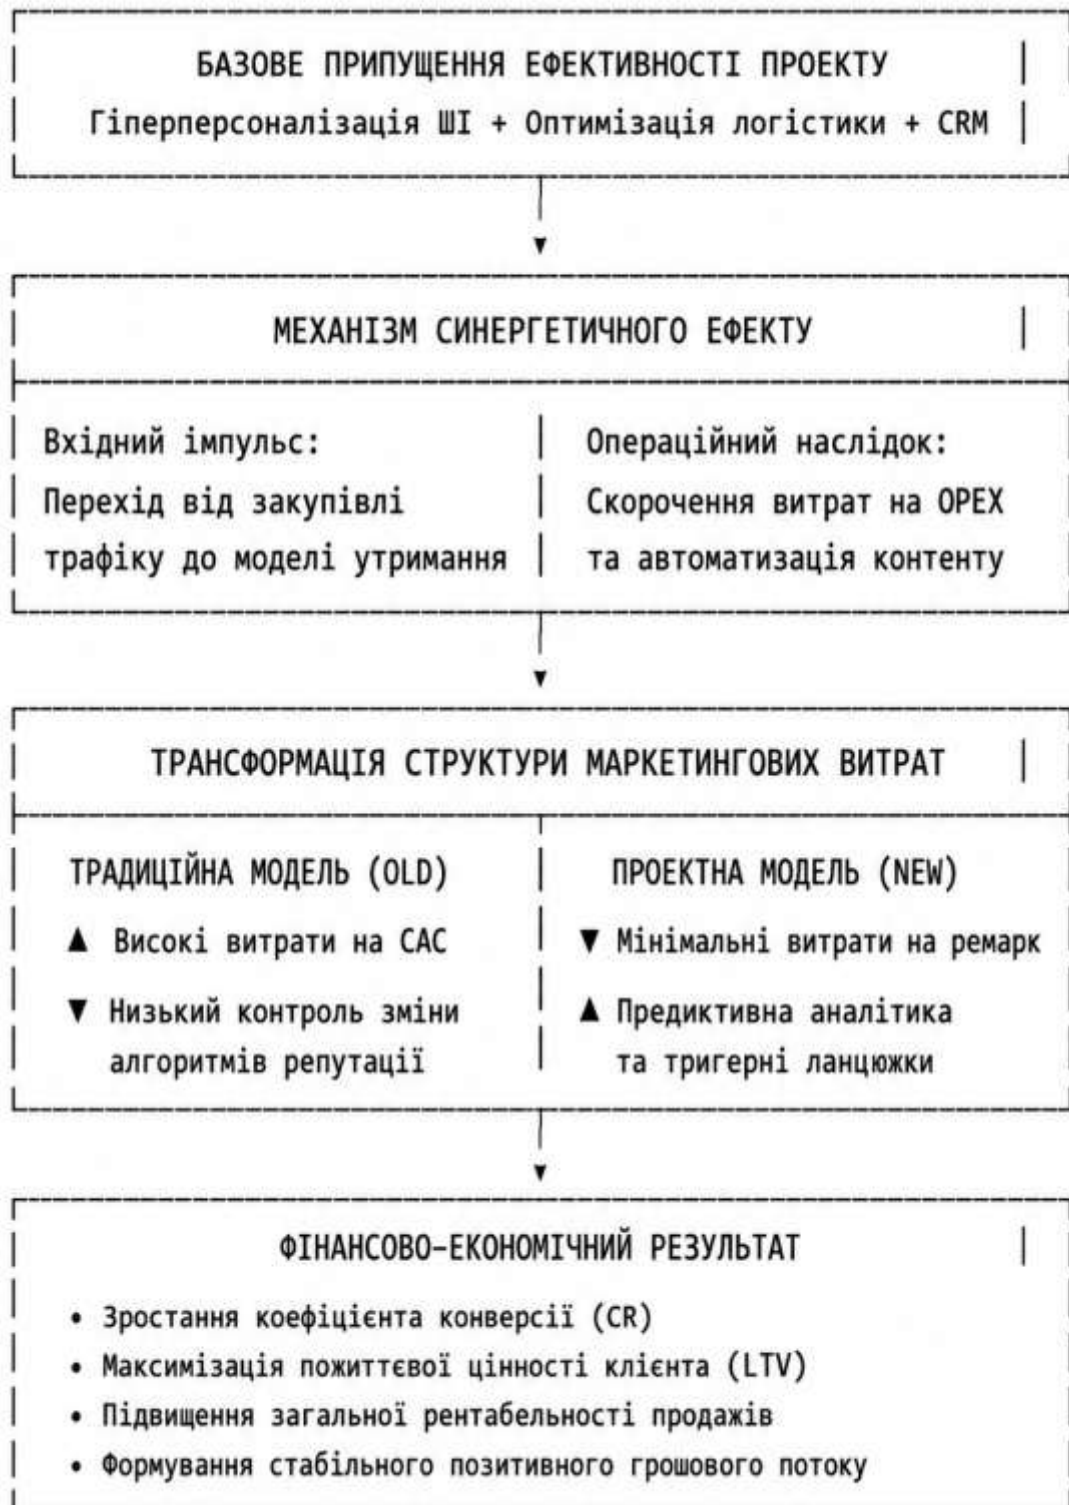 БАЗОВЕ ПРИПУЩЕННЯ ЕФЕКТИВНОСТІ ПРОЕКТУ
Гіперперсоналізація ШІ + Оптимізація логістики + CRM
МЕХАНІЗМ СИНЕРГЕТИЧНОГО ЕФЕКТУ
Вхідний імпульс:
Перехід від закупівлі
трафіку до моделі утримання
Операційний наслідок:
Скорочення витрат на OPEX
та автоматизація контенту
ТРАНСФОРМАЦІЯ СТРУКТУРИ МАРКЕТИНГОВИХ ВИТРАТ
ТРАДИЦІЙНА МОДЕЛЬ (OLD)
▲ Високі витрати на CAC
▼ Низький контроль зміни
алгоритмів репутації
ПРОЕКТНА МОДЕЛЬ (NEW)
▼ Мінімальні витрати на ремарк
▲ Предиктивна аналітика
та тригерні ланцюжки
ФІНАНСОВО-ЕКОНОМІЧНИЙ РЕЗУЛЬТАТ
• Зростання коефіцієнта конверсії (CR)
• Максимізація пожиттєвої цінності клієнта (LTV)
• Підвищення загальної рентабельності продажів
• Формування стабільного позитивного грошового потоку